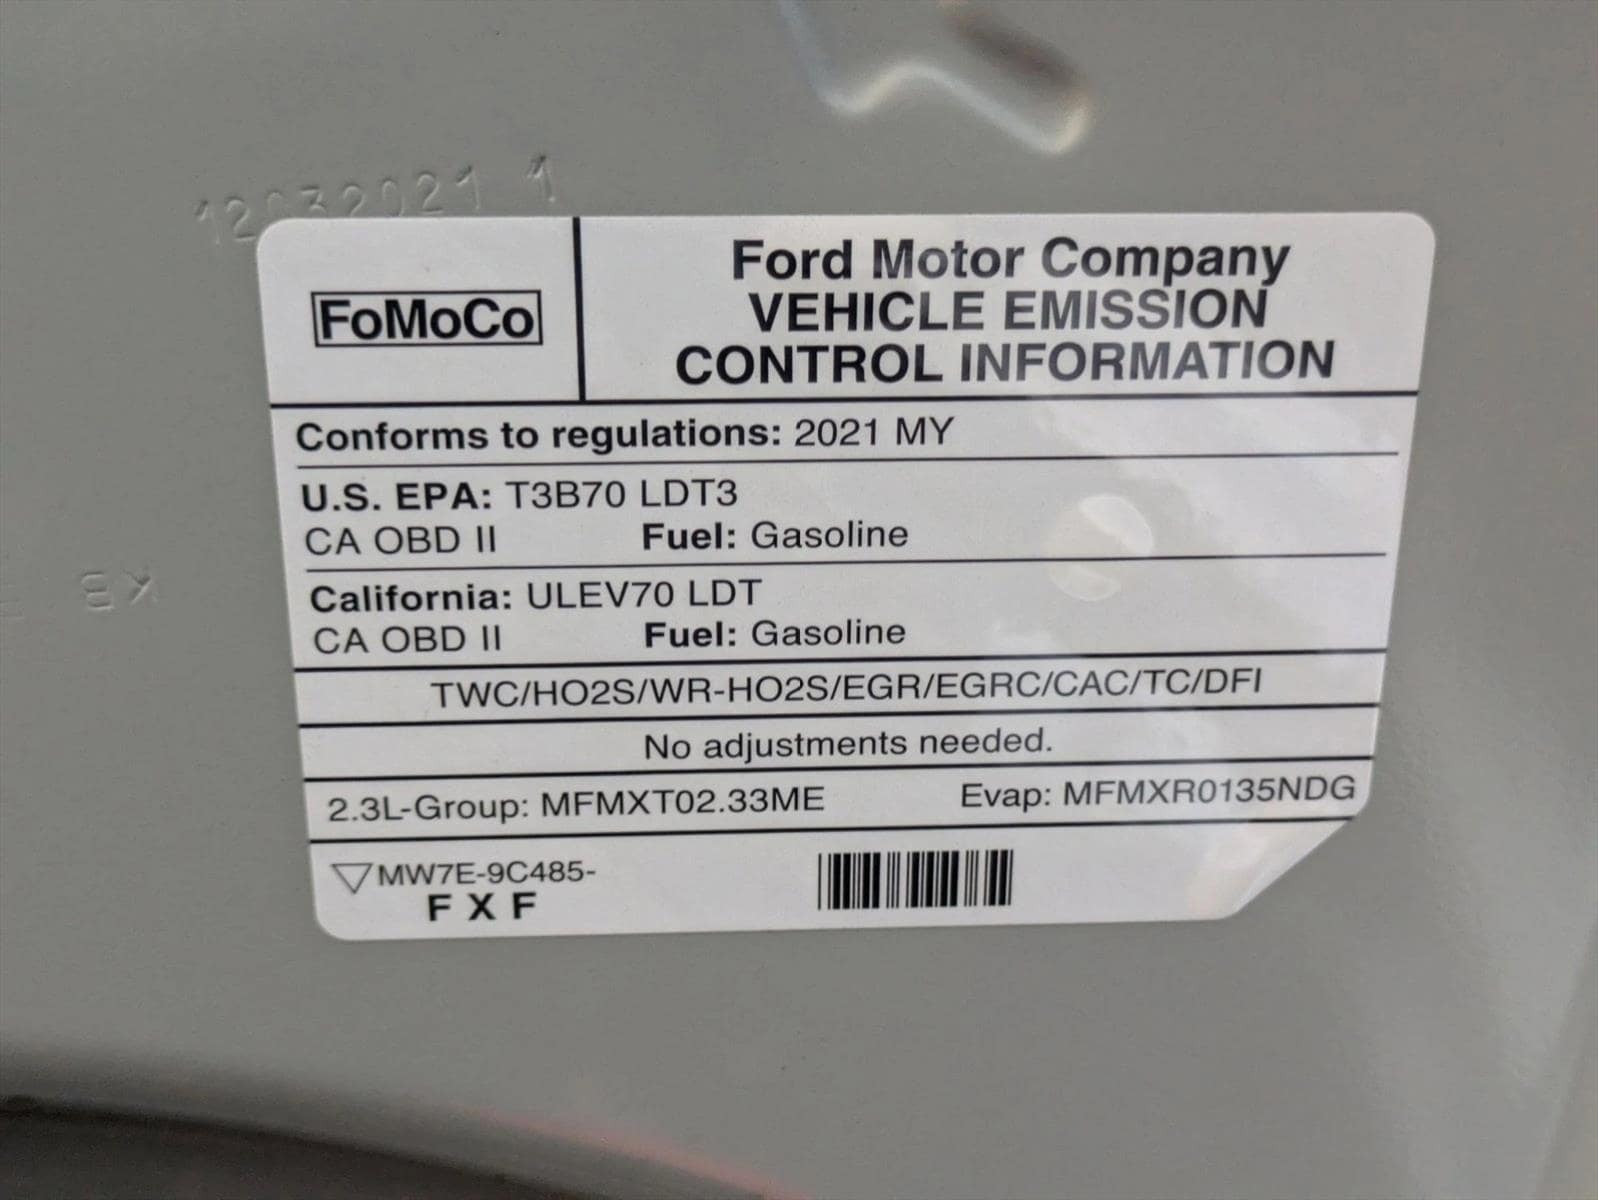 FoMoCo
Ford Motor Company
VEHICLE EMISSION
CONTROL INFORMATION
Conforms to regulations: 2021 MY
U.S. EPA: T3B70 LDT3
CA OBD II Fuel: Gasoline
California: ULEV70 LDT
CA OBD II Fuel: Gasoline
TWC/HO2S/WR-HO2S/EGR/EGRC/CAC/TC/DFI
No adjustments needed.
2.3L-Group: MFMXT02.33ME Evap: MFMXR0135NDG
MW7E-9C485-
F X F